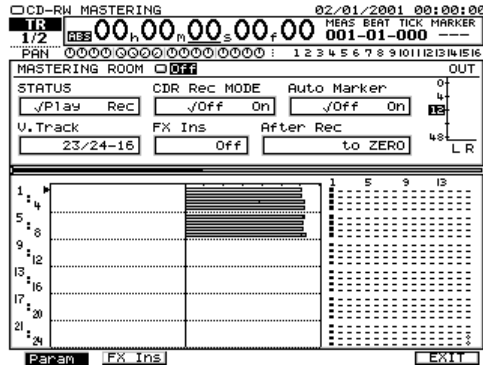 CD-RW MASTERING 02/01/2001 00:00:00
TR 1/2 ABS 00h00m00s00f00 MEAS BEAT TICK MARKER
001-01-000 ---
PAN 1 2 3 4 5 6 7 8 9 10 11 12 13 14 15 16
MASTERING ROOM Off OUT
STATUS CDR Rec MODE Auto Marker
√Play Rec √Off On √Off On
V.Track FX Ins After Rec
23/24-16 Off to ZERO
0
4
12
48
L R
1 5 9 13
1:4
5:8
9:12
13:16
17:20
21:24
Param FX Ins EXIT